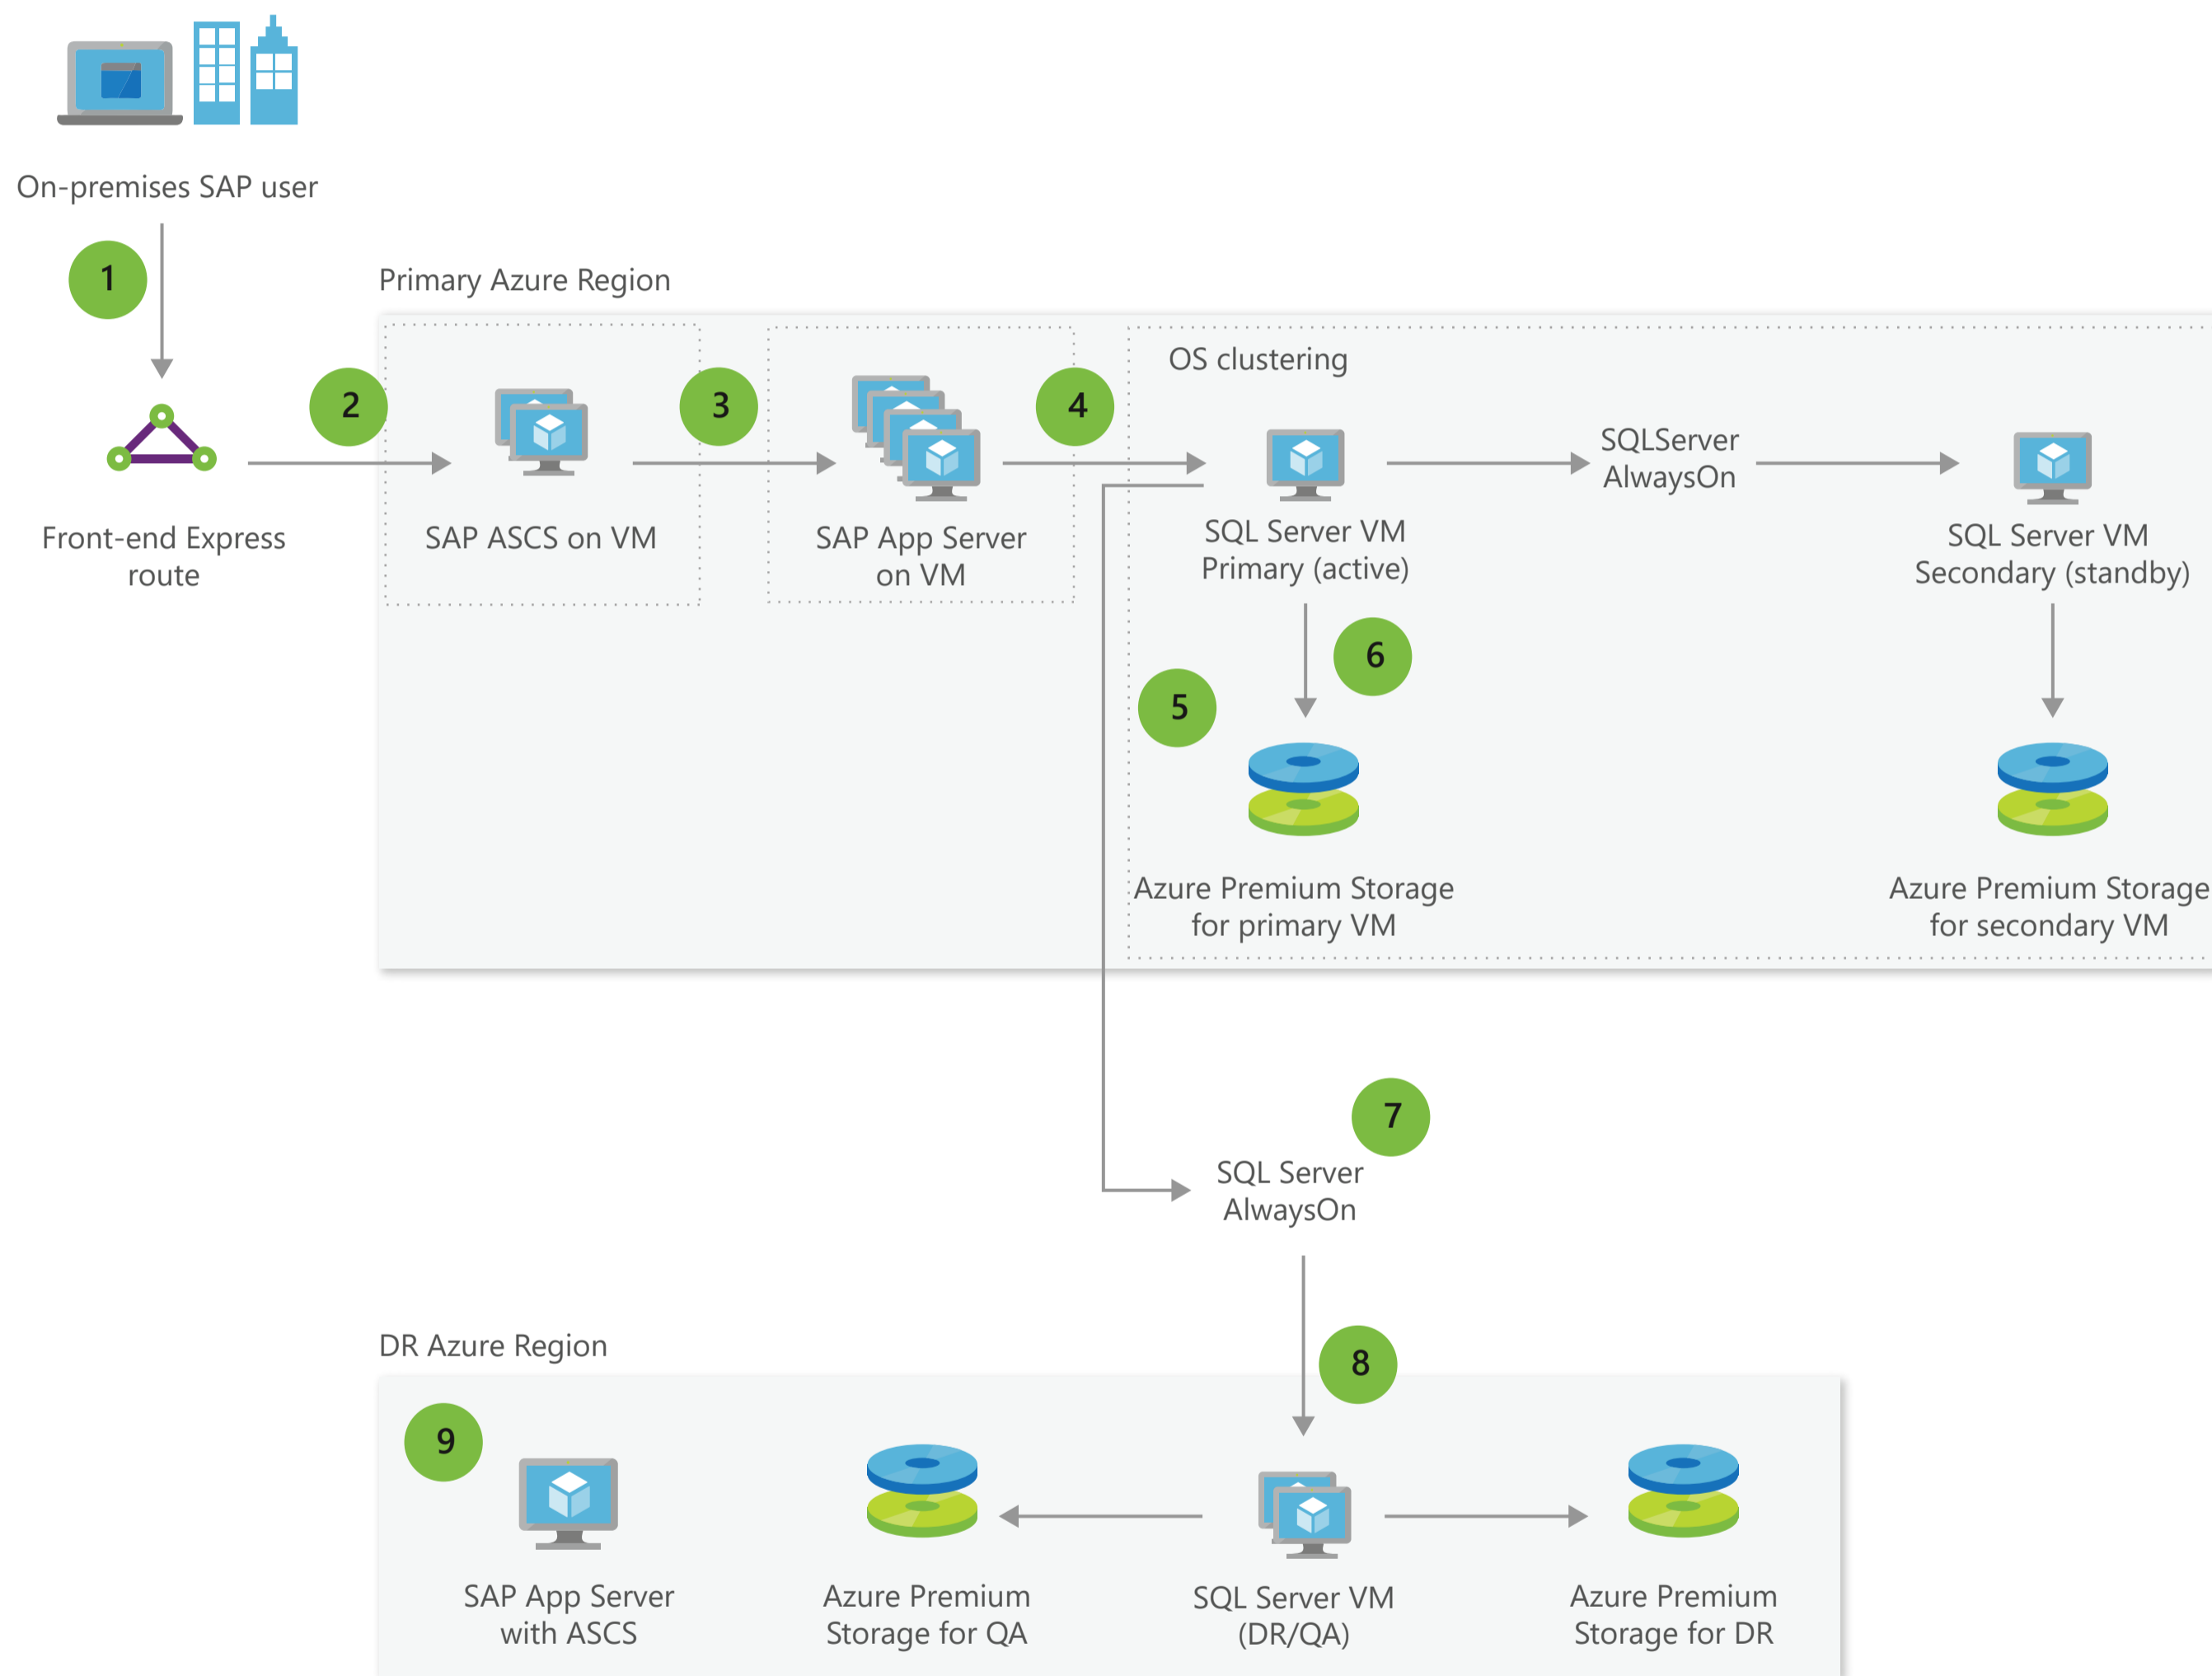 On-premises SAP user
1
Primary Azure Region
2
3
4
OS clustering
Front-end Express
route
SAP ASCS on VM
SAP App Server
on VM
SQL Server VM
Primary (active)
SQLServer
AlwaysOn
SQL Server VM
Secondary (standby)
6
5
Azure Premium Storage
for primary VM
Azure Premium Storage
for secondary VM
7
SQL Server
AlwaysOn
DR Azure Region
8
9
SAP App Server
with ASCS
Azure Premium
Storage for QA
SQL Server VM
(DR/QA)
Azure Premium
Storage for DR